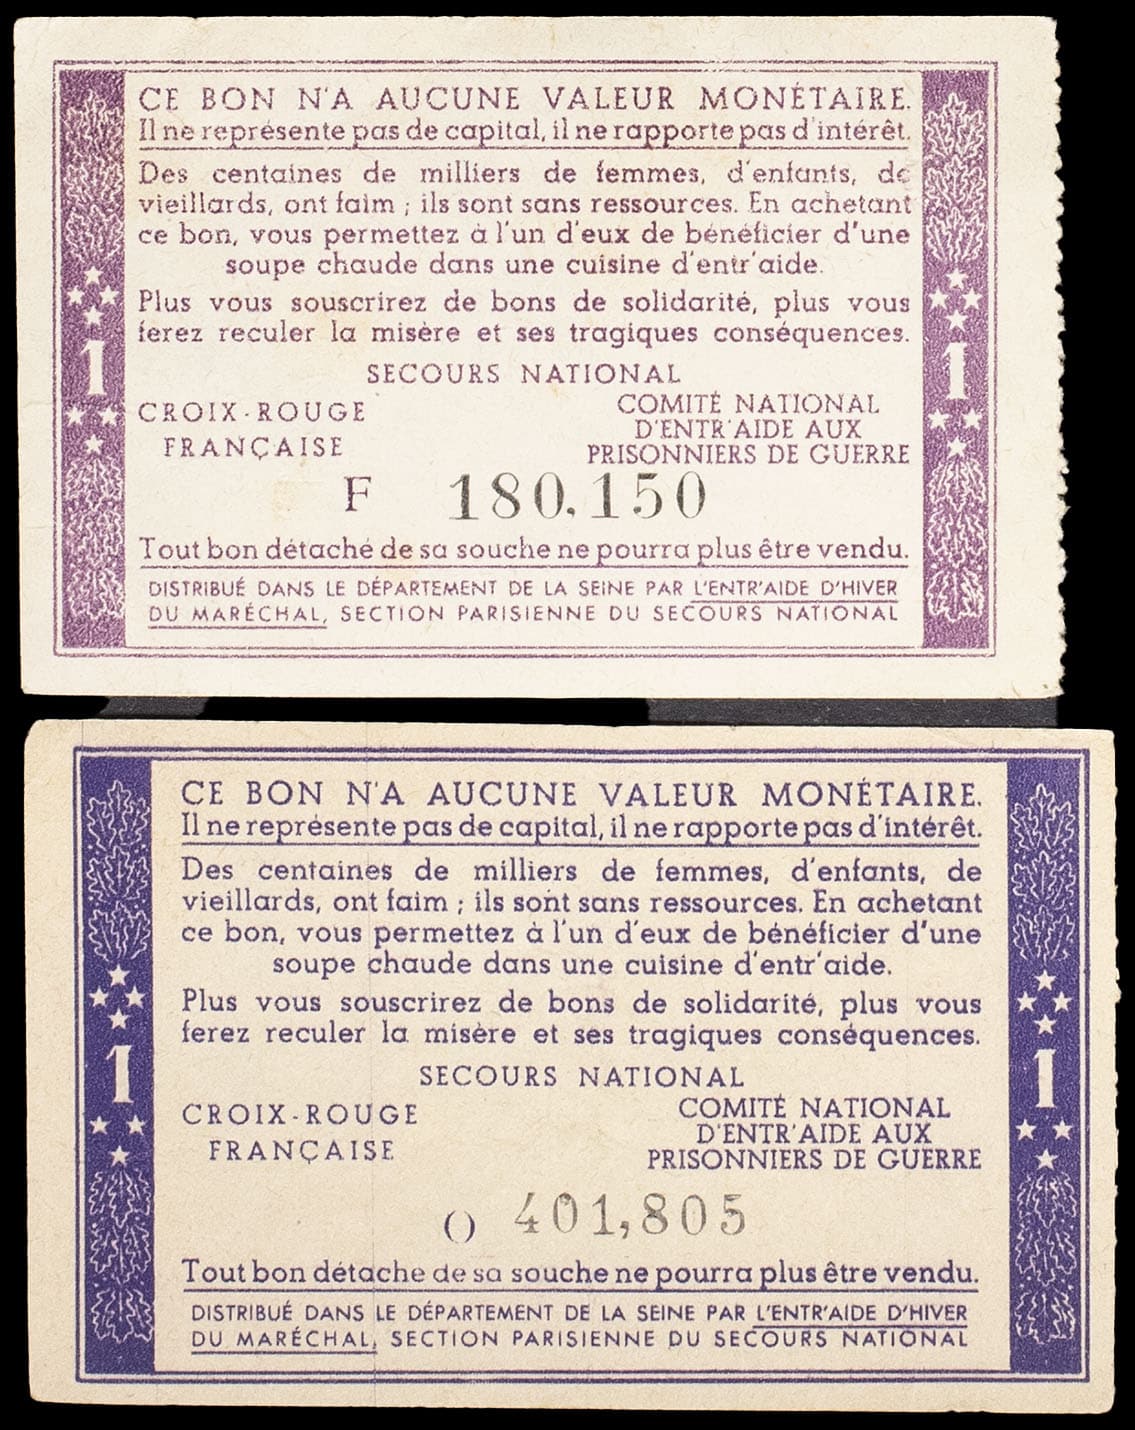 CE BON N'A AUCUNE VALEUR MONÉTAIRE.
Il ne représente pas de capital, il ne rapporte pas d'intérêt.
Des centaines de milliers de femmes, d'enfants, de
vieillards, ont faim ; ils sont sans ressources. En achetant
ce bon, vous permettez à l'un d'eux de bénéficier d'une
soupe chaude dans une cuisine d'entr'aide.
Plus vous souscrirez de bons de solidarité, plus vous
ferez reculer la misère et ses tragiques conséquences.
1
1
SECOURS NATIONAL
CROIX-ROUGE
FRANÇAISE
COMITÉ NATIONAL
D'ENTR'AIDE AUX
PRISONNIERS DE GUERRE
F 180.150
Tout bon détaché de sa souche ne pourra plus être vendu.
DISTRIBUÉ DANS LE DÉPARTEMENT DE LA SEINE PAR L'ENTR'AIDE D'HIVER
DU MARÉCHAL, SECTION PARISIENNE DU SECOURS NATIONAL
CE BON N'A AUCUNE VALEUR MONÉTAIRE.
Il ne représente pas de capital, il ne rapporte pas d'intérêt.
Des centaines de milliers de femmes, d'enfants, de
vieillards, ont faim ; ils sont sans ressources. En achetant
ce bon, vous permettez à l'un d'eux de bénéficier d'une
soupe chaude dans une cuisine d'entr'aide.
Plus vous souscrirez de bons de solidarité, plus vous
ferez reculer la misère et ses tragiques conséquences.
1
1
SECOURS NATIONAL
CROIX-ROUGE
FRANÇAISE
COMITÉ NATIONAL
D'ENTR'AIDE AUX
PRISONNIERS DE GUERRE
O 401,805
Tout bon détache de sa souche ne pourra plus être vendu.
DISTRIBUÉ DANS LE DÉPARTEMENT DE LA SEINE PAR L'ENTR'AIDE D'HIVER
DU MARÉCHAL, SECTION PARISIENNE DU SECOURS NATIONAL